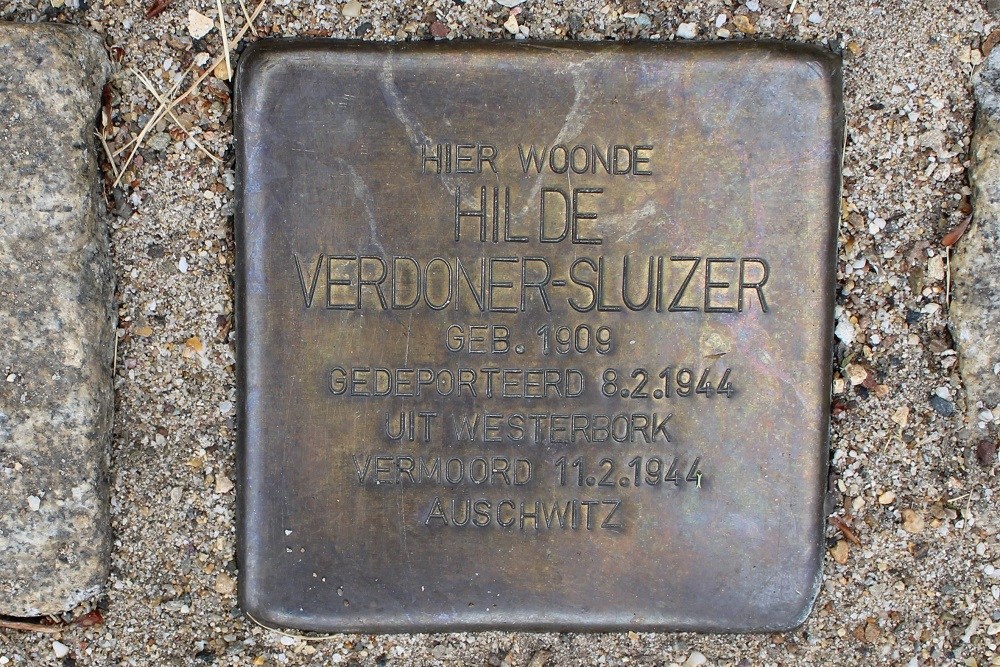 HIER WOONDE
HILDE
VERDONER-SLUIZER
GEB. 1909
GEDEPORTEERD 8.2.1944
UIT WESTERBORK
VERMOORD 11.2.1944
AUSCHWITZ